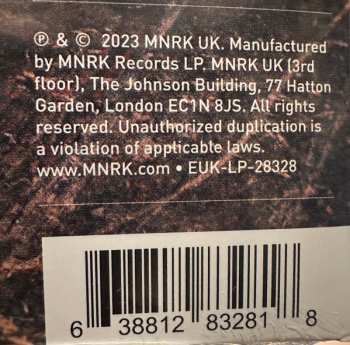 ℗ & © 2023 MNRK UK. Manufactured
by MNRK Records LP. MNRK UK (3rd
floor), The Johnson Building, 77 Hatton
Garden, London EC1N 8JS. All rights
reserved. Unauthorized duplication is
a violation of applicable laws.
www.MNRK.com • EUK-LP-28328
6 38812 83281 8